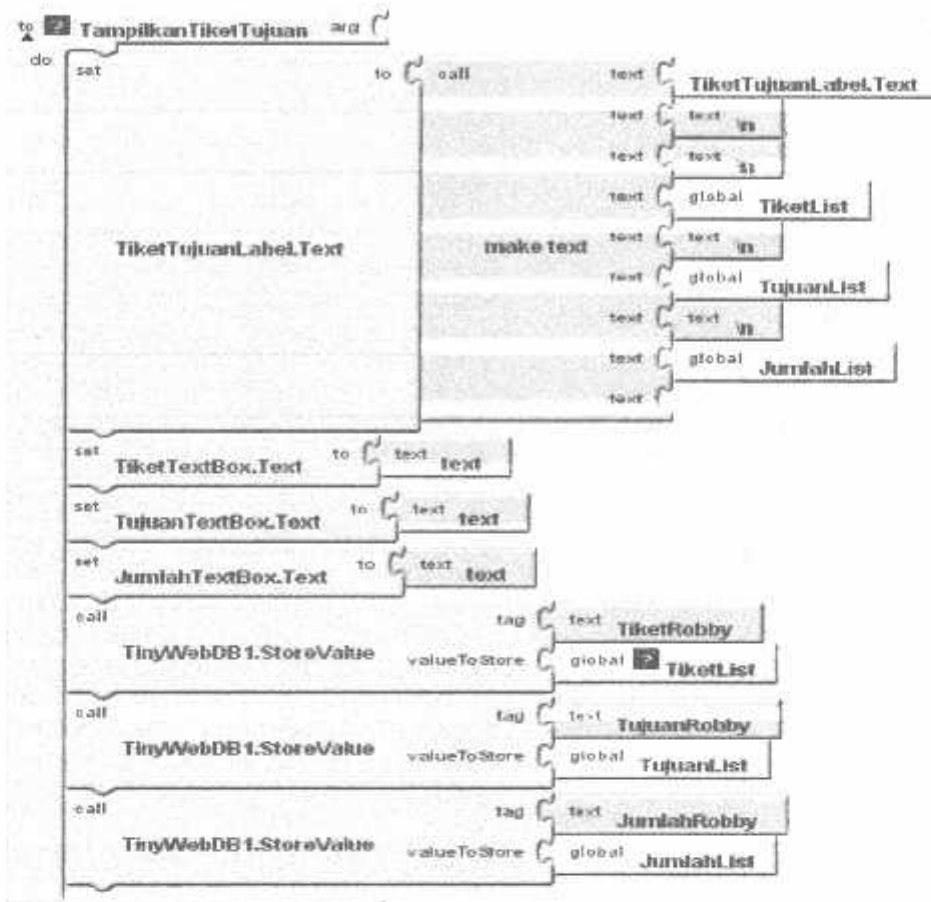 to ? TampilkanTiketTujuan arg
do
set TiketTujuanLabel.Text to call make text
text TiketTujuanLabel.Text
text text \n
text text \n
text global TiketList
text text \n
text global TujuanList
text text \n
text global JumlahList
text
set TiketTextBox.Text to text text
set TujuanTextBox.Text to text text
set JumlahTextBox.Text to text text
call TinyWebDB1.StoreValue
tag text TiketRobby
valueToStore global ? TiketList
call TinyWebDB1.StoreValue
tag text TujuanRobby
valueToStore global TujuanList
call TinyWebDB1.StoreValue
tag text JumlahRobby
valueToStore global JumlahList